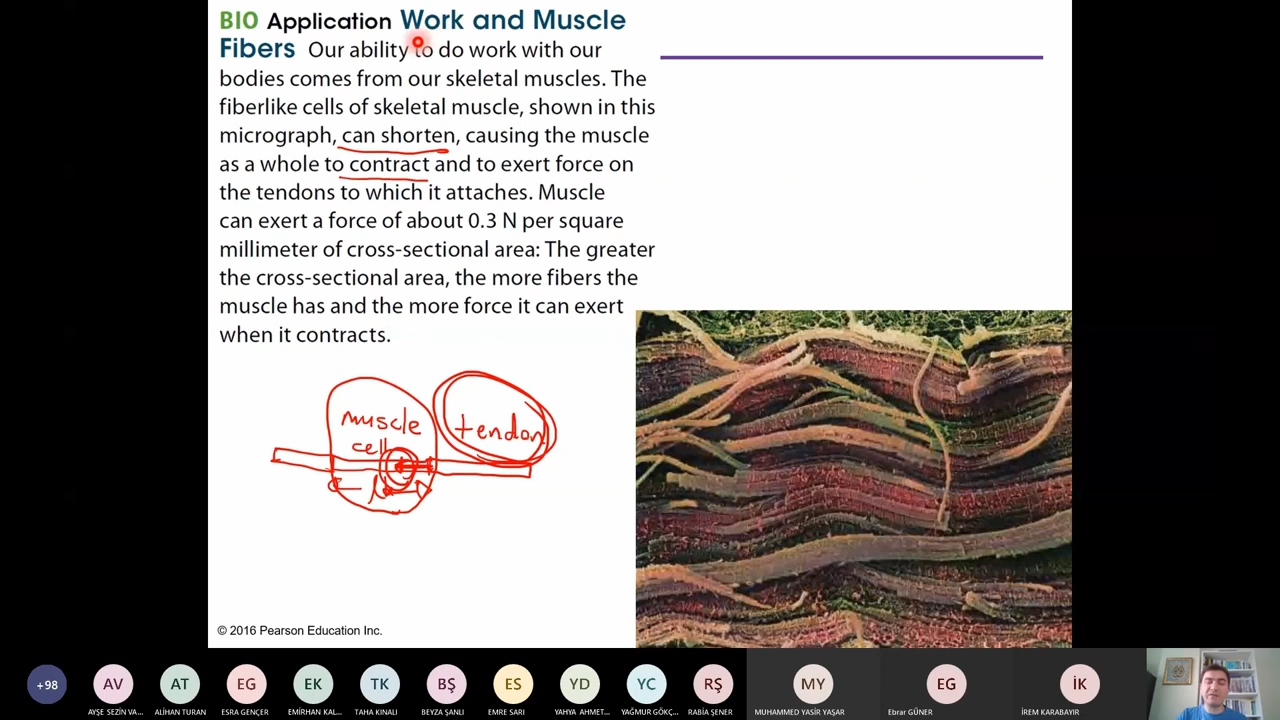 BIO Application Work and Muscle
Fibers Our ability to do work with our
bodies comes from our skeletal muscles. The
fiberlike cells of skeletal muscle, shown in this
micrograph, can shorten, causing the muscle
as a whole to contract and to exert force on
the tendons to which it attaches. Muscle
can exert a force of about 0.3 N per square
millimeter of cross-sectional area: The greater
the cross-sectional area, the more fibers the
muscle has and the more force it can exert
when it contracts.
muscle
cell
tendon
© 2016 Pearson Education Inc.
+98 AV AT EG EK TK BŞ ES YD YC RŞ MY EG İK
AYŞE SEZİN VA... ALİHAN TURAN ESRA GENÇER EMİRHAN KAL... TAHA KINALI BEYZA ŞANLI EMRE SARI YAHYA AHMET... YAĞMUR GÖKÇ... RABİA ŞENER MUHAMMED YASİR YAŞAR Ebrar GÜNER İREM KARABAYIR